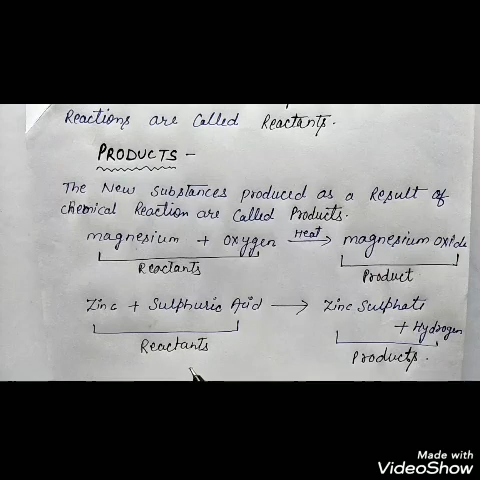 Reactions are Called Reactants.
PRODUCTS -
The New Substances produced as a Result of
chemical Reaction are Called Products.
Magnesium + Oxygen Heat → Magnesium oxide
Reactants Product
Zinc + Sulphuric Acid → Zinc Sulphate
+ Hydrogen
Reactants Products.
Made with
VideoShow